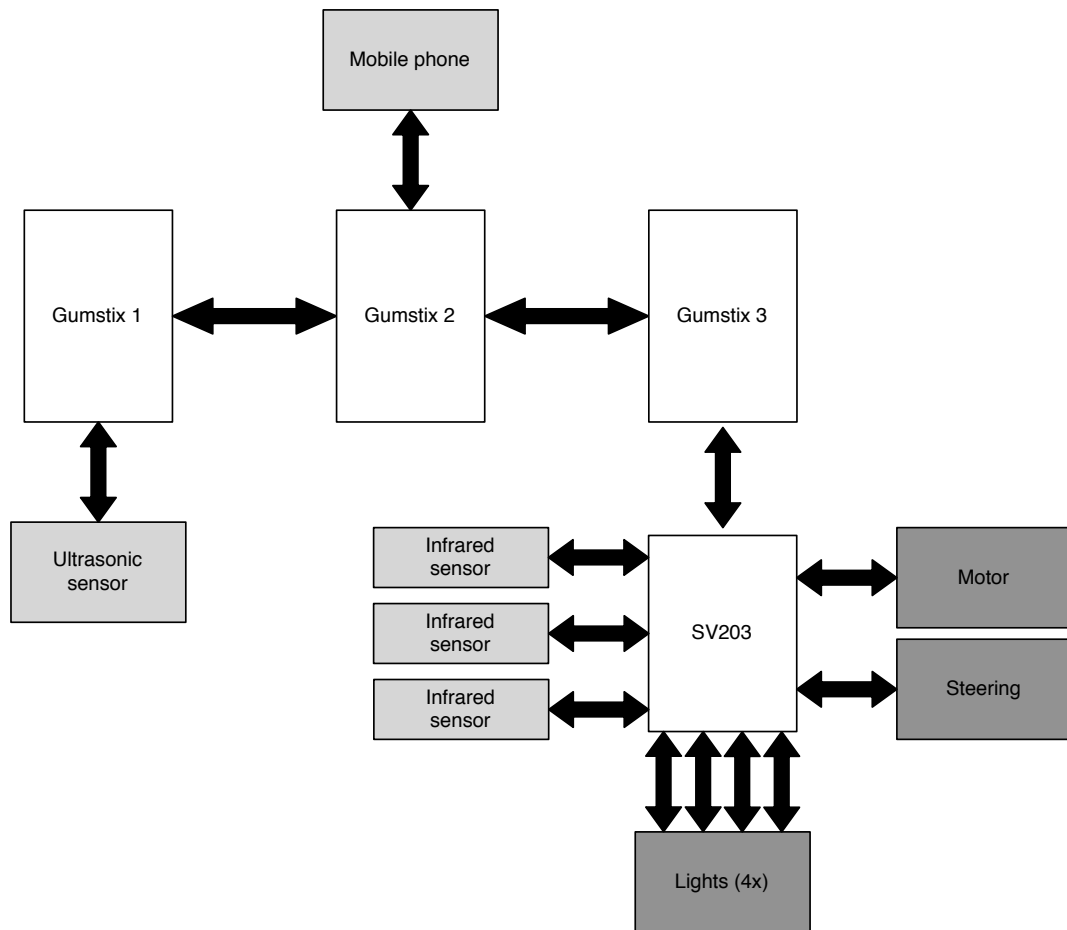 Mobile phone
Gumstix 1
Gumstix 2
Gumstix 3
Ultrasonic
sensor
Infrared
sensor
Infrared
sensor
Infrared
sensor
SV203
Motor
Steering
Lights (4x)